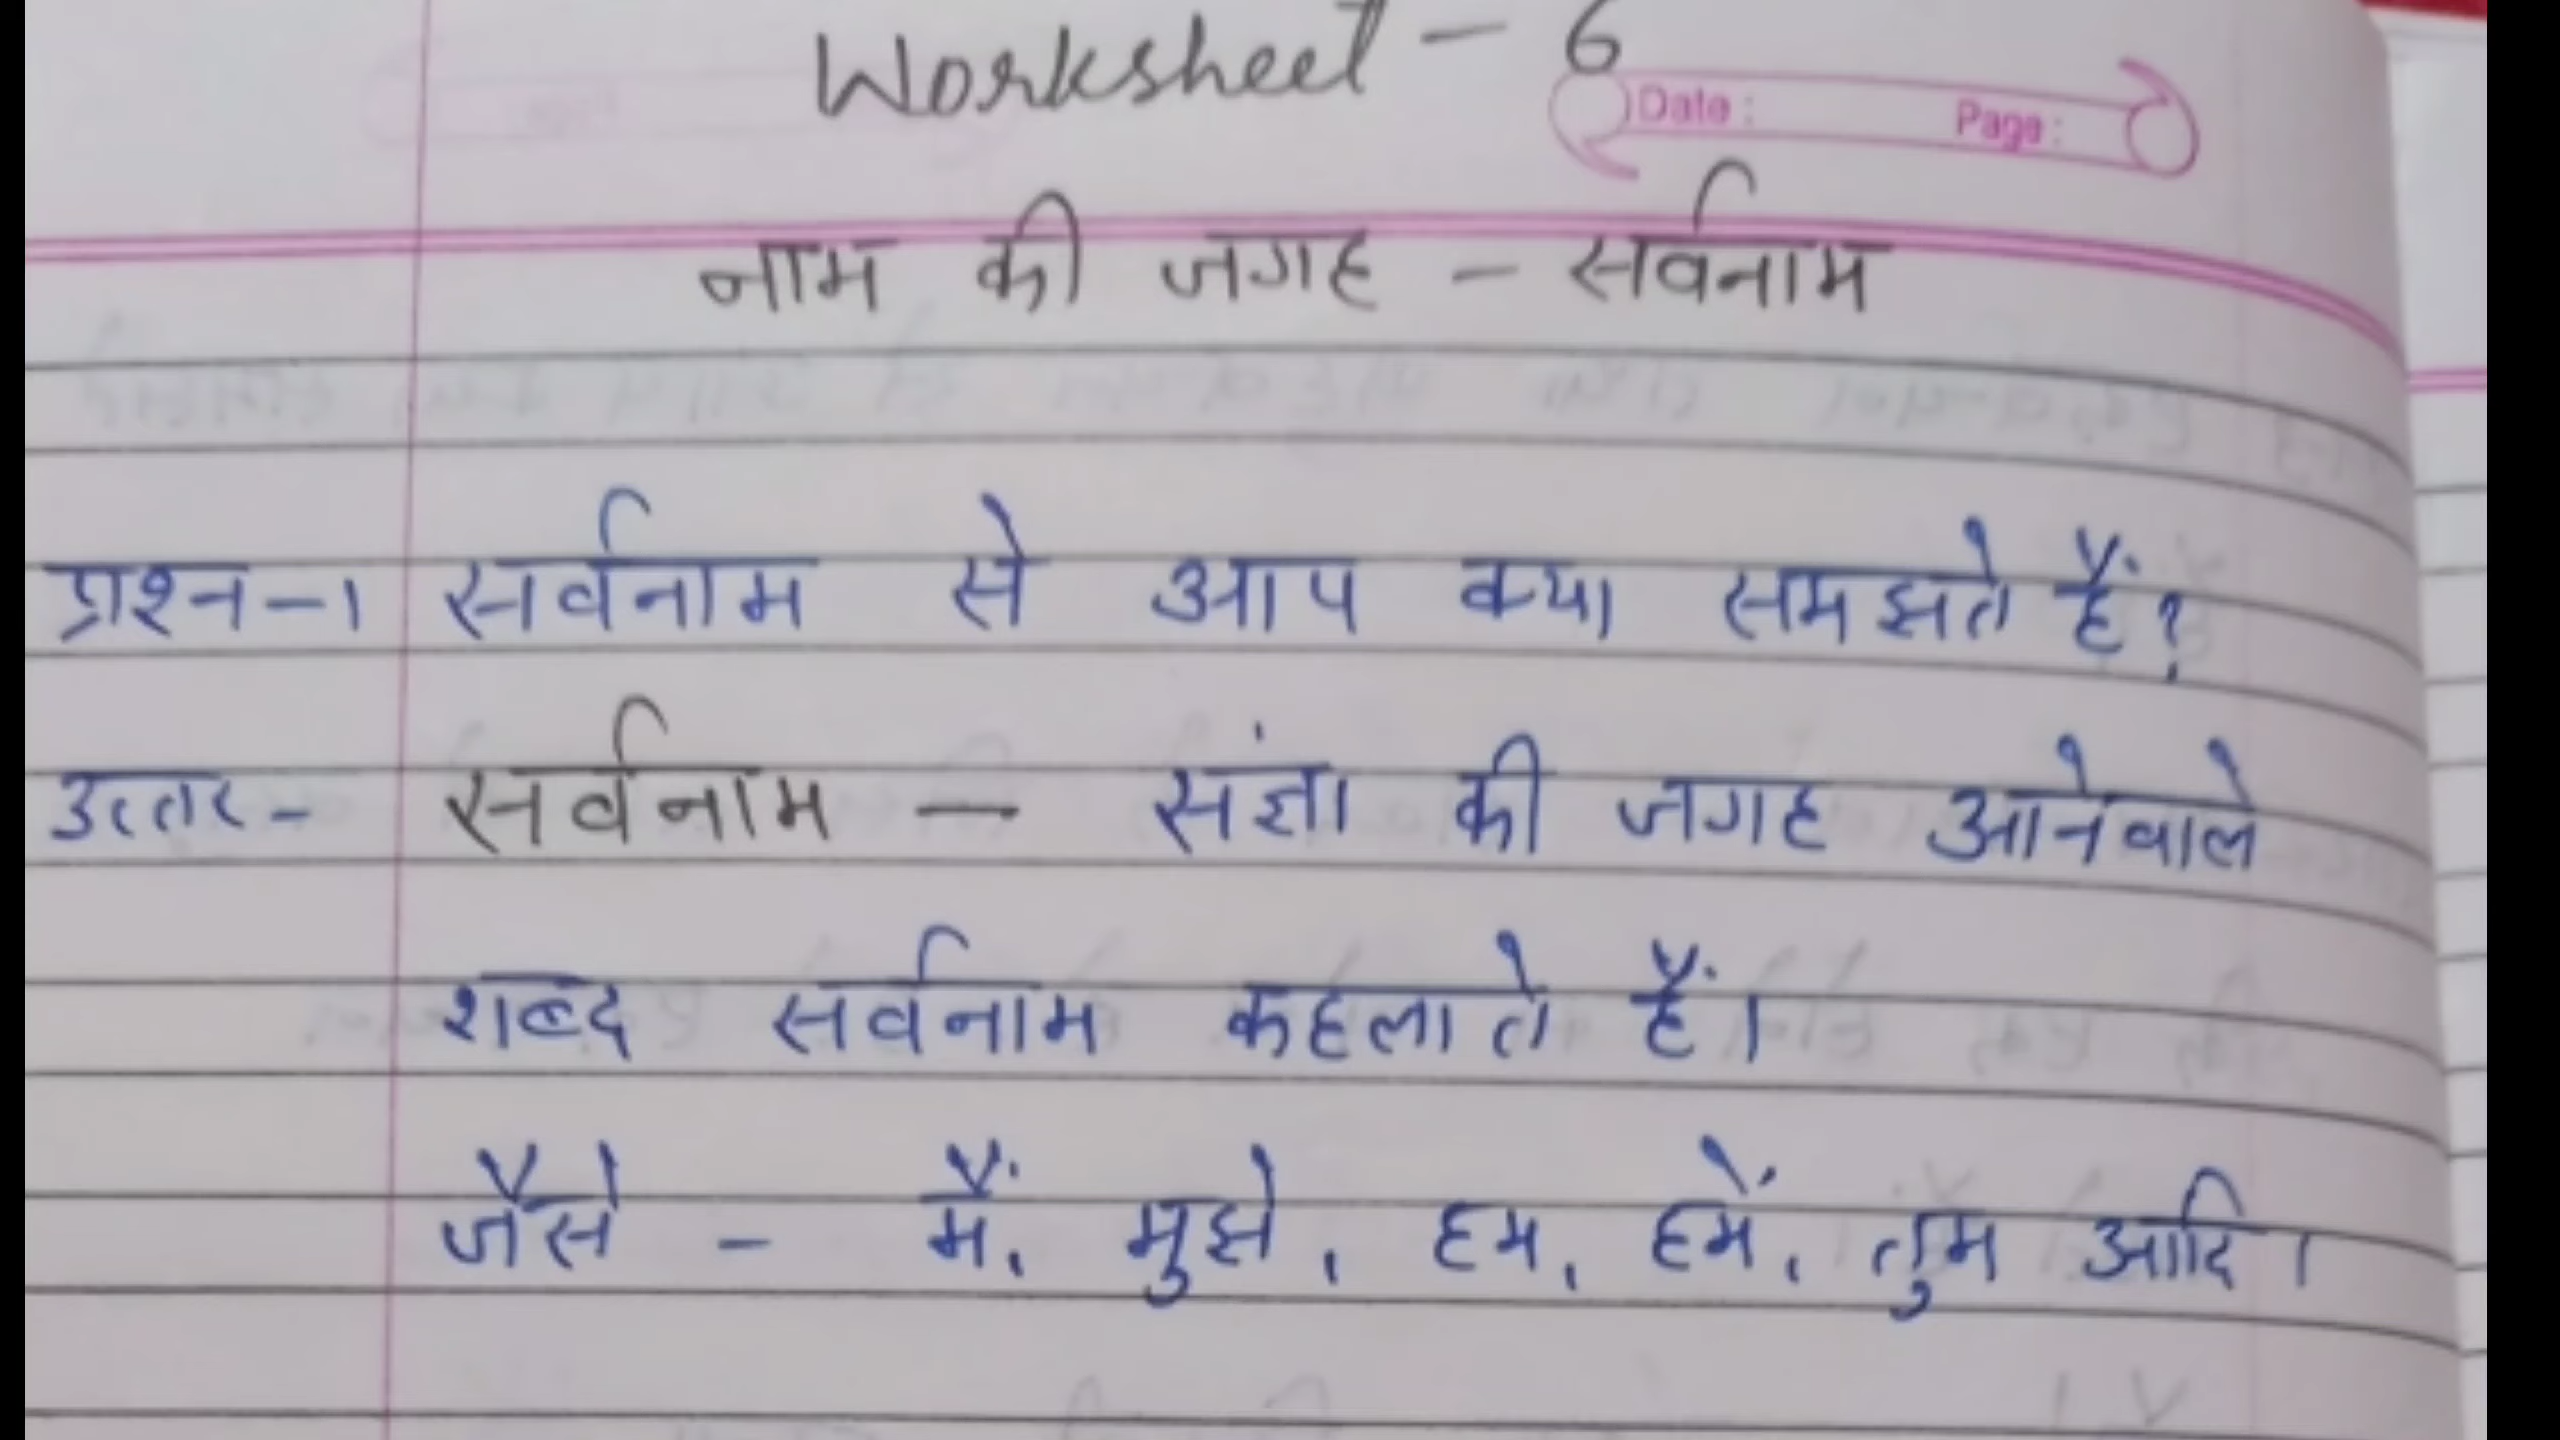 Worksheet - 6
Date : Page :
नाम की जगह - सर्वनाम
प्रश्न-1 सर्वनाम से आप क्या समझते हैं?
उत्तर- सर्वनाम — संज्ञा की जगह आनेवाले
शब्द सर्वनाम कहलाते हैं।
जैसे - मैं, मुझे, हम, हमें, तुम आदि।